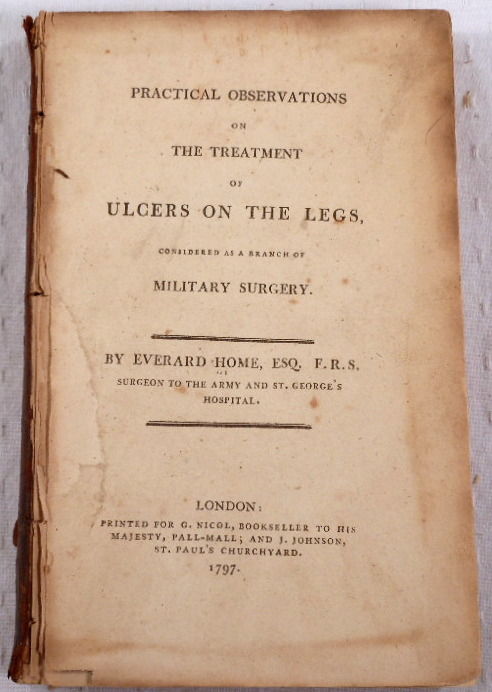 PRACTICAL OBSERVATIONS
ON
THE TREATMENT
OF
ULCERS ON THE LEGS,
CONSIDERED AS A BRANCH OF
MILITARY SURGERY.
BY EVERARD HOME, ESQ. F.R.S.
SURGEON TO THE ARMY AND ST. GEORGE'S
HOSPITAL.
LONDON:
PRINTED FOR G. NICOL, BOOKSELLER TO HIS
MAJESTY, PALL-MALL; AND J. JOHNSON,
ST. PAUL'S CHURCHYARD.
1797.